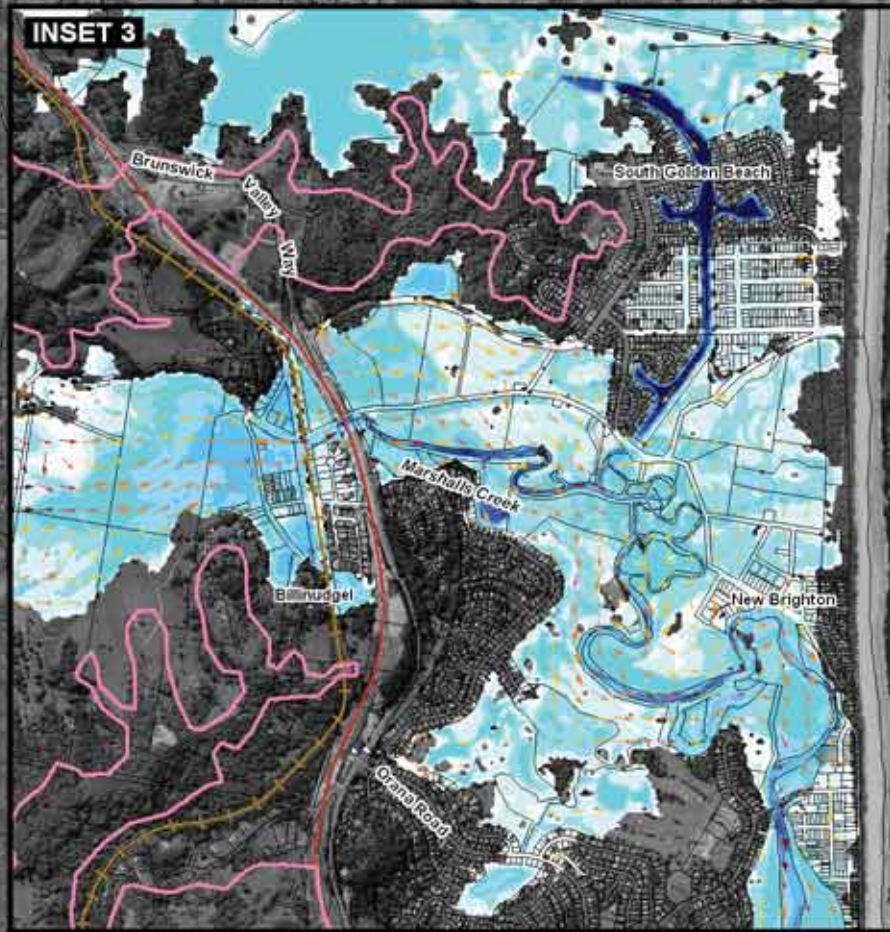 INSET 3
Brunswick
Valley
Way
South Golden Beach
Marshalls Creek
Billinudgel
New Brighton
Orana Road